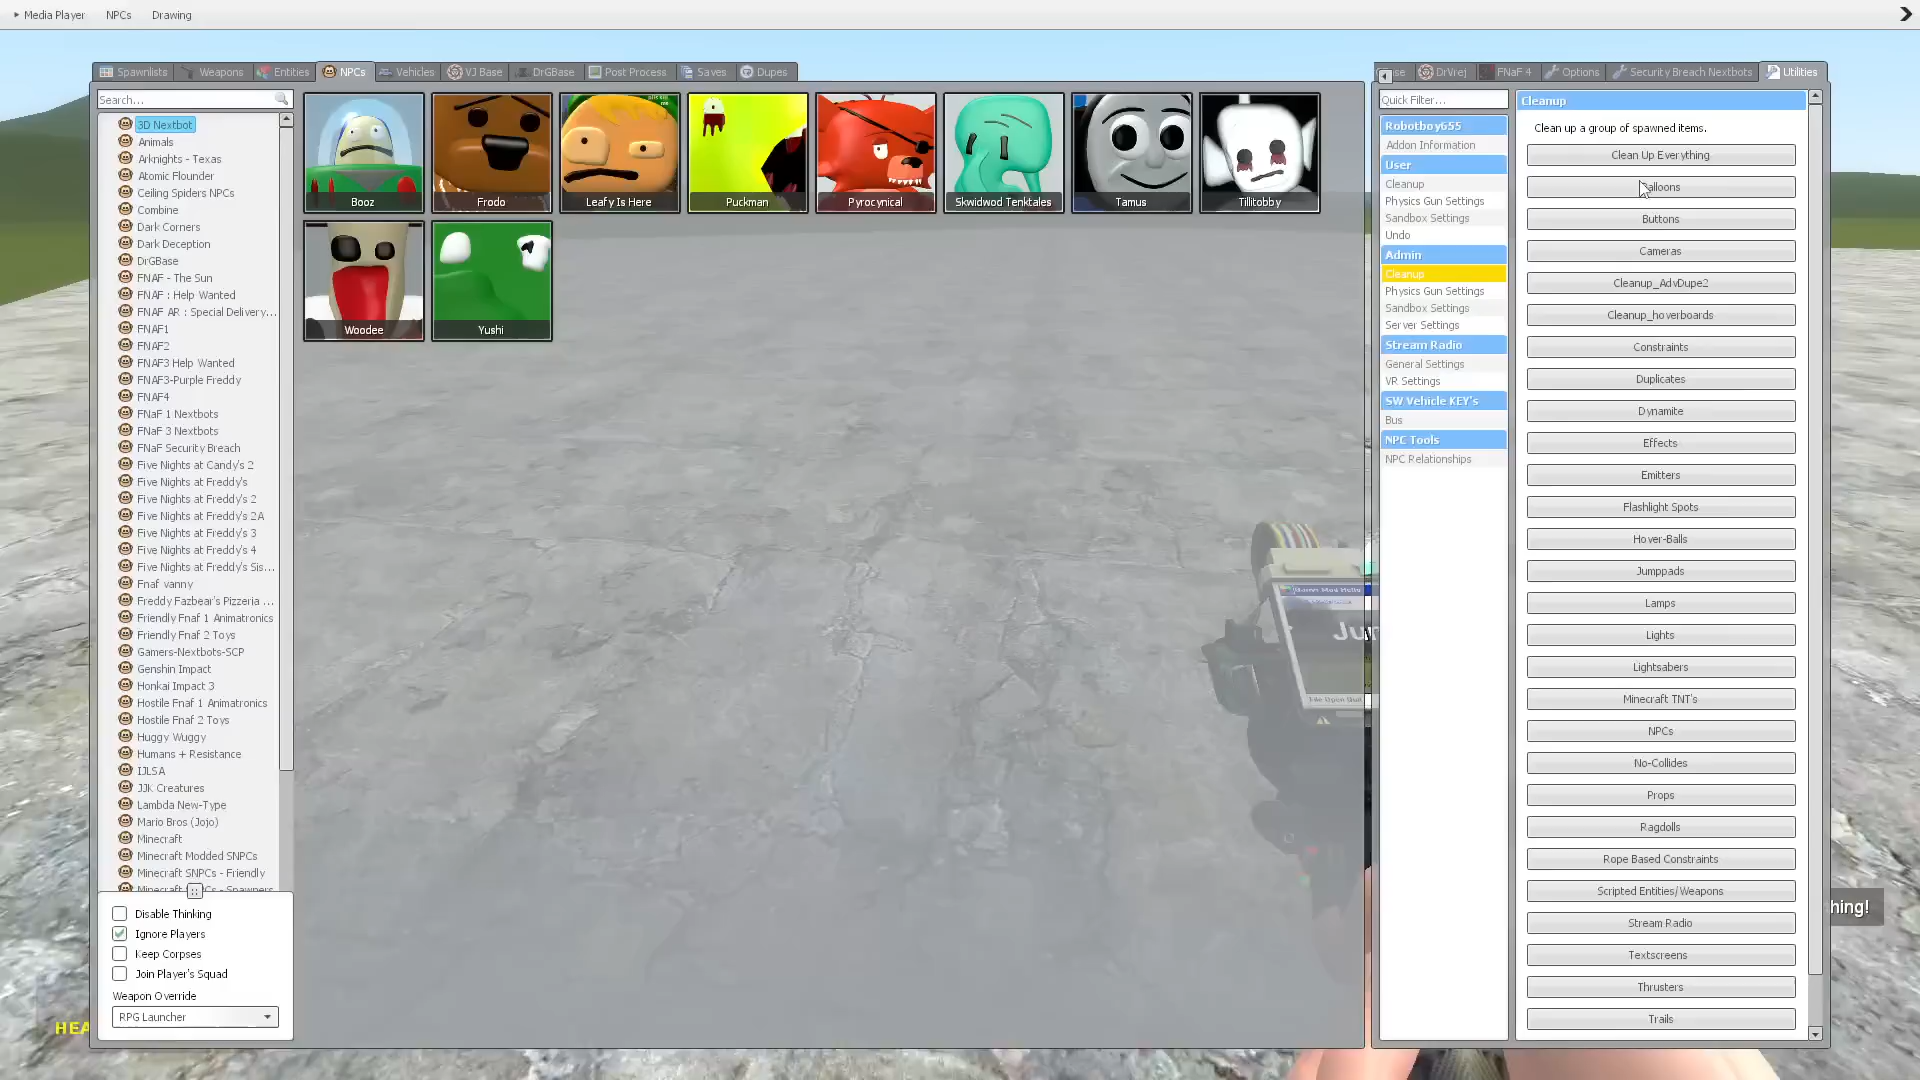 Media Player NPCs Drawing
Spawnlists Weapons Entities NPCs Vehicles VJ Base DrGBase Post Process Saves Dupes
Search...
3D Nextbot
Animals
Arknights - Texas
Atomic Flounder
Ceiling Spiders NPCs
Combine
Dark Corners
Dark Deception
DrGBase
FNAF - The Sun
FNAF : Help Wanted
FNAF AR : Special Delivery...
FNAF1
FNAF2
FNAF3 Help Wanted
FNAF3-Purple Freddy
FNAF4
FNaF 1 Nextbots
FNaF 3 Nextbots
FNaF Security Breach
Five Nights at Candy's 2
Five Nights at Freddy's
Five Nights at Freddy's 2
Five Nights at Freddy's 2A
Five Nights at Freddy's 3
Five Nights at Freddy's 4
Five Nights at Freddy's Sis...
Fnaf vanny
Freddy Fazbear's Pizzeria ...
Friendly Fnaf 1 Animatronics
Friendly Fnaf 2 Toys
Gamers-Nextbots-SCP
Genshin Impact
Honkai Impact 3
Hostile Fnaf 1 Animatronics
Hostile Fnaf 2 Toys
Huggy Wuggy
Humans + Resistance
IJLSA
JJK Creatures
Lambda New-Type
Mario Bros (Jojo)
Minecraft
Minecraft Modded SNPCs
Minecraft SNPCs - Friendly
Disable Thinking
Ignore Players
Keep Corpses
Join Player's Squad
Weapon Override
RPG Launcher
HEA
Booz Frodo Leafy Is Here Puckman Pyrocynical Skwidwod Tenktales Tamus Tillitobby
Woodee Yushi
DrVrej FNaF 4 Options Security Breach Nextbots Utilities
Quick Filter...
Robotboy655
Addon Information
User
Cleanup
Physics Gun Settings
Sandbox Settings
Undo
Admin
Cleanup
Physics Gun Settings
Sandbox Settings
Server Settings
Stream Radio
General Settings
VR Settings
SW Vehicle KEY's
Bus
NPC Tools
NPC Relationships
Cleanup
Clean up a group of spawned items.
Clean Up Everything
alloons
Buttons
Cameras
Cleanup_AdvDupe2
Cleanup_hoverboards
Constraints
Duplicates
Dynamite
Effects
Emitters
Flashlight Spots
Hover-Balls
Jumppads
Lamps
Lights
Lightsabers
Minecraft TNT's
NPCs
No-Collides
Props
Ragdolls
Rope Based Constraints
Scripted Entities/Weapons
Stream Radio
Textscreens
Thrusters
Trails
hing!